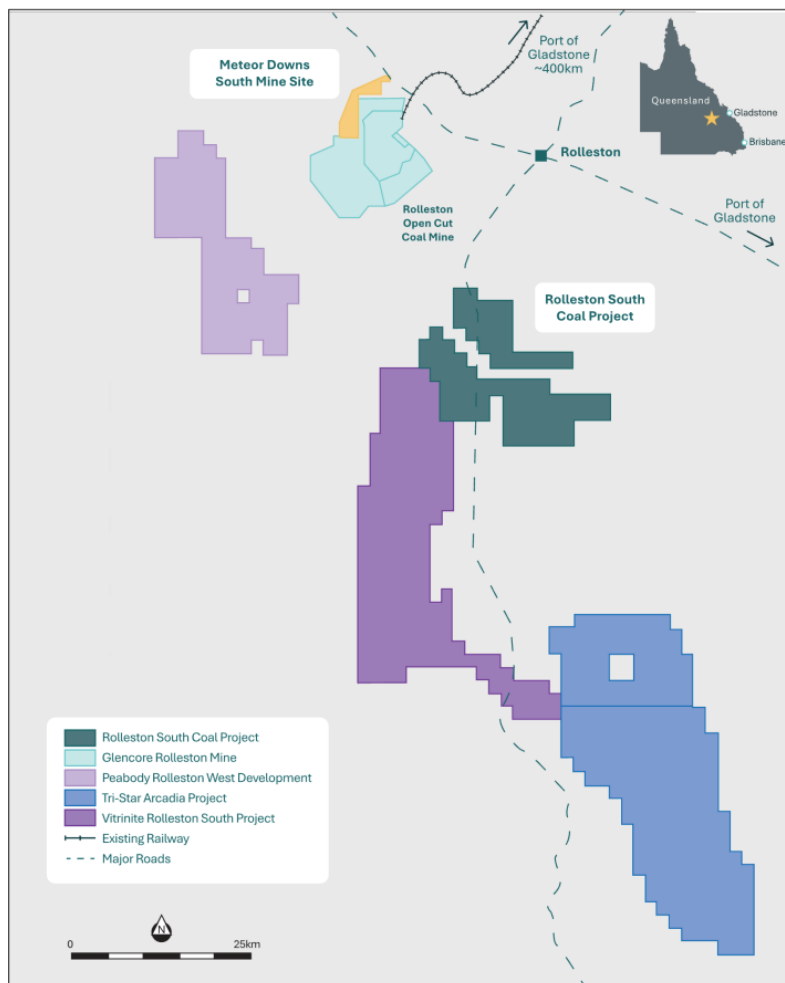 Meteor Downs
South Mine Site
Port of
Gladstone
~400km
Queensland
Gladstone
Brisbane
Rolleston
Port of
Gladstone
Rolleston
Open Cut
Coal Mine
Rolleston South
Coal Project
Rolleston South Coal Project
Glencore Rolleston Mine
Peabody Rolleston West Development
Tri-Star Arcadia Project
Vitrinite Rolleston South Project
Existing Railway
Major Roads
N
0 25km